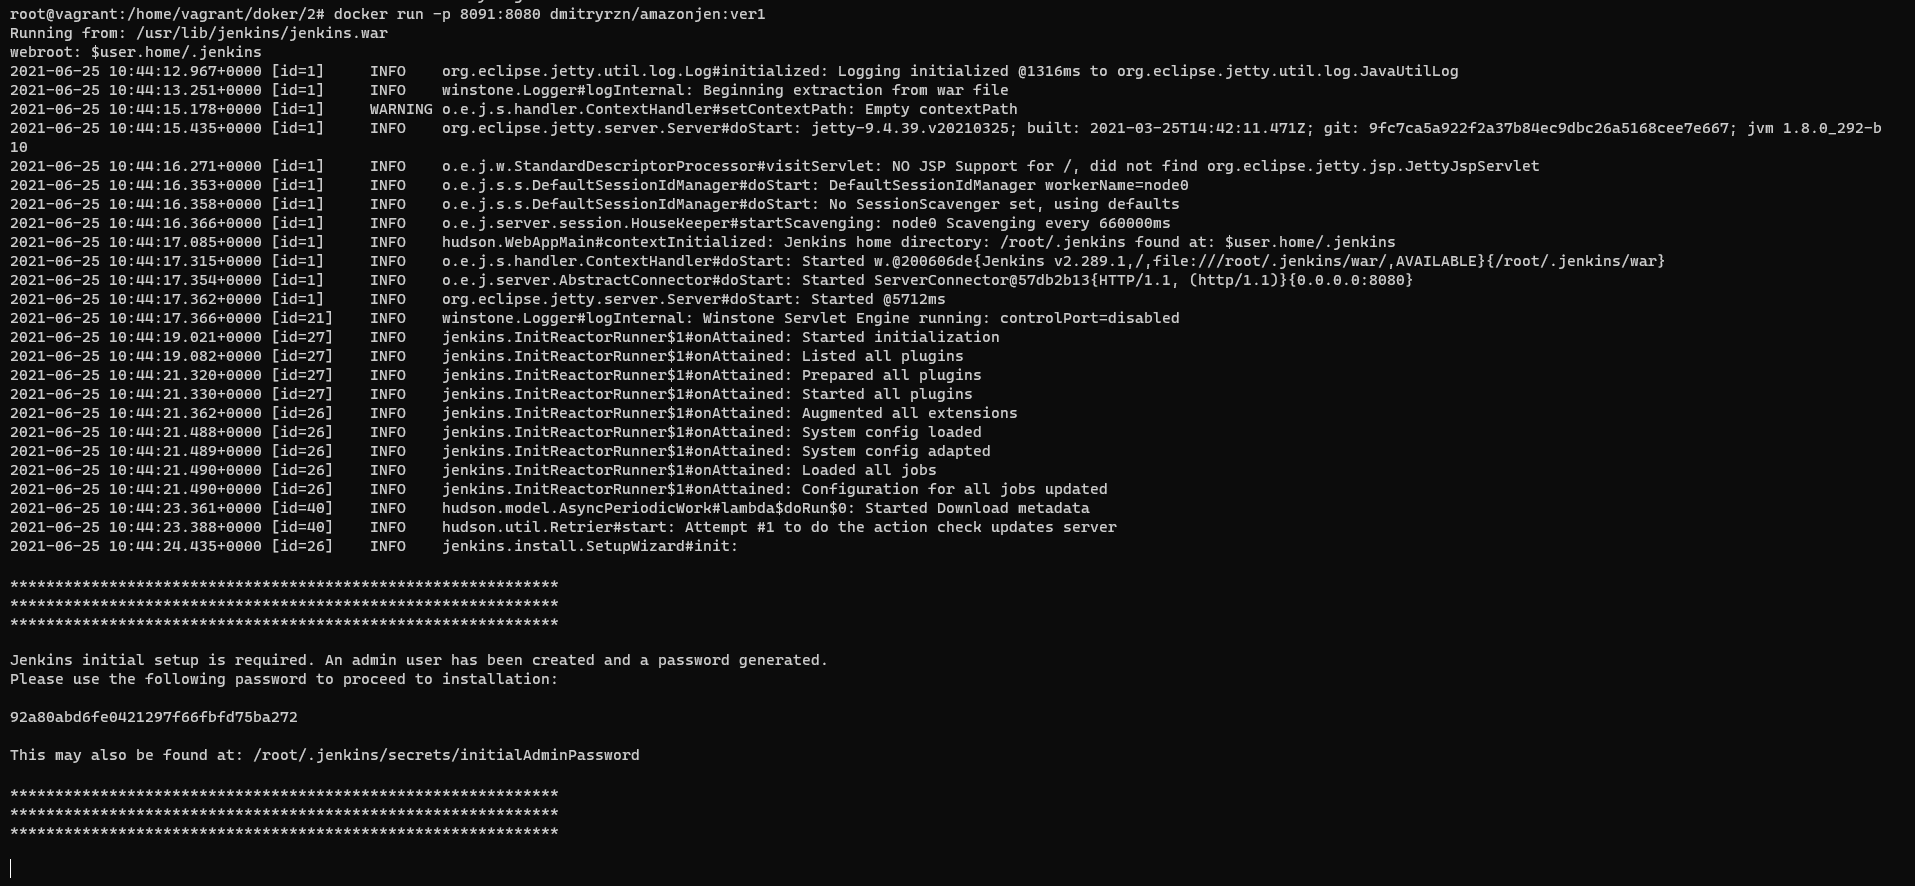 root@vagrant:/home/vagrant/doker/2# docker run -p 8091:8080 dmitryrzn/amazonjen:ver1
Running from: /usr/lib/jenkins/jenkins.war
webroot: $user.home/.jenkins
2021-06-25 10:44:12.967+0000 [id=1]     INFO    org.eclipse.jetty.util.log.Log#initialized: Logging initialized @1316ms to org.eclipse.jetty.util.log.JavaUtilLog
2021-06-25 10:44:13.251+0000 [id=1]     INFO    winstone.Logger#logInternal: Beginning extraction from war file
2021-06-25 10:44:15.178+0000 [id=1]     WARNING o.e.j.s.handler.ContextHandler#setContextPath: Empty contextPath
2021-06-25 10:44:15.435+0000 [id=1]     INFO    org.eclipse.jetty.server.Server#doStart: jetty-9.4.39.v20210325; built: 2021-03-25T14:42:11.471Z; git: 9fc7ca5a922f2a37b84ec9dbc26a5168cee7e667; jvm 1.8.0_292-b
10
2021-06-25 10:44:16.271+0000 [id=1]     INFO    o.e.j.w.StandardDescriptorProcessor#visitServlet: NO JSP Support for /, did not find org.eclipse.jetty.jsp.JettyJspServlet
2021-06-25 10:44:16.353+0000 [id=1]     INFO    o.e.j.s.s.DefaultSessionIdManager#doStart: DefaultSessionIdManager workerName=node0
2021-06-25 10:44:16.358+0000 [id=1]     INFO    o.e.j.s.s.DefaultSessionIdManager#doStart: No SessionScavenger set, using defaults
2021-06-25 10:44:16.366+0000 [id=1]     INFO    o.e.j.server.session.HouseKeeper#startScavenging: node0 Scavenging every 660000ms
2021-06-25 10:44:17.085+0000 [id=1]     INFO    hudson.WebAppMain#contextInitialized: Jenkins home directory: /root/.jenkins found at: $user.home/.jenkins
2021-06-25 10:44:17.315+0000 [id=1]     INFO    o.e.j.s.handler.ContextHandler#doStart: Started w.@200606de{Jenkins v2.289.1,/,file:///root/.jenkins/war/,AVAILABLE}{/root/.jenkins/war}
2021-06-25 10:44:17.354+0000 [id=1]     INFO    o.e.j.server.AbstractConnector#doStart: Started ServerConnector@57db2b13{HTTP/1.1, (http/1.1)}{0.0.0.0:8080}
2021-06-25 10:44:17.362+0000 [id=1]     INFO    org.eclipse.jetty.server.Server#doStart: Started @5712ms
2021-06-25 10:44:17.366+0000 [id=21]    INFO    winstone.Logger#logInternal: Winstone Servlet Engine running: controlPort=disabled
2021-06-25 10:44:19.021+0000 [id=27]    INFO    jenkins.InitReactorRunner$1#onAttained: Started initialization
2021-06-25 10:44:19.082+0000 [id=27]    INFO    jenkins.InitReactorRunner$1#onAttained: Listed all plugins
2021-06-25 10:44:21.320+0000 [id=27]    INFO    jenkins.InitReactorRunner$1#onAttained: Prepared all plugins
2021-06-25 10:44:21.330+0000 [id=27]    INFO    jenkins.InitReactorRunner$1#onAttained: Started all plugins
2021-06-25 10:44:21.362+0000 [id=26]    INFO    jenkins.InitReactorRunner$1#onAttained: Augmented all extensions
2021-06-25 10:44:21.488+0000 [id=26]    INFO    jenkins.InitReactorRunner$1#onAttained: System config loaded
2021-06-25 10:44:21.489+0000 [id=26]    INFO    jenkins.InitReactorRunner$1#onAttained: System config adapted
2021-06-25 10:44:21.490+0000 [id=26]    INFO    jenkins.InitReactorRunner$1#onAttained: Loaded all jobs
2021-06-25 10:44:21.490+0000 [id=26]    INFO    jenkins.InitReactorRunner$1#onAttained: Configuration for all jobs updated
2021-06-25 10:44:23.361+0000 [id=40]    INFO    hudson.model.AsyncPeriodicWork#lambda$doRun$0: Started Download metadata
2021-06-25 10:44:23.388+0000 [id=40]    INFO    hudson.util.Retrier#start: Attempt #1 to do the action check updates server
2021-06-25 10:44:24.435+0000 [id=26]    INFO    jenkins.install.SetupWizard#init:
*************************************************************
*************************************************************
*************************************************************
Jenkins initial setup is required. An admin user has been created and a password generated.
Please use the following password to proceed to installation:
92a80abd6fe0421297f66fbfd75ba272
This may also be found at: /root/.jenkins/secrets/initialAdminPassword
*************************************************************
*************************************************************
*************************************************************